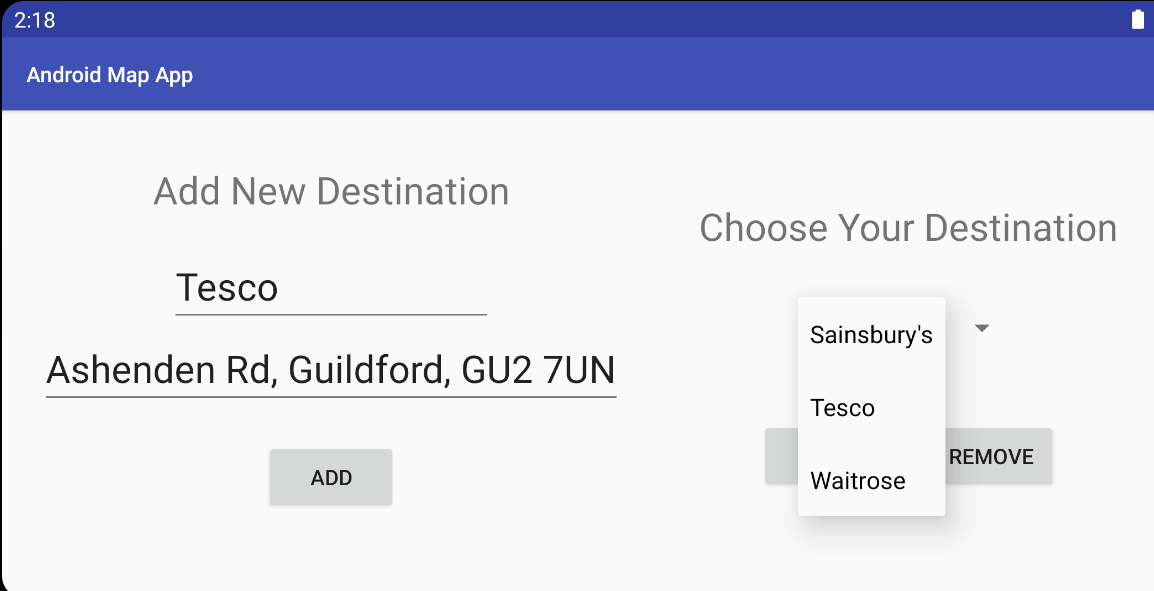 2:18
Android Map App
Add New Destination
Tesco
Ashenden Rd, Guildford, GU2 7UN
ADD
Choose Your Destination
Sainsbury's
Tesco
Waitrose
REMOVE